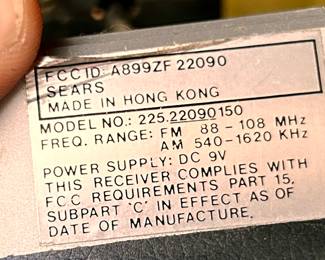 FCC ID: A899ZF 22090
SEARS
MADE IN HONG KONG
MODEL NO.: 225.22090150
FREQ. RANGE: FM 88 - 108 MHz
AM 540-1620 KHz
POWER SUPPLY: DC 9V
THIS RECEIVER COMPLIES WITH
FCC REQUIREMENTS PART 15.
SUBPART 'C' IN EFFECT AS OF
DATE OF MANUFACTURE.